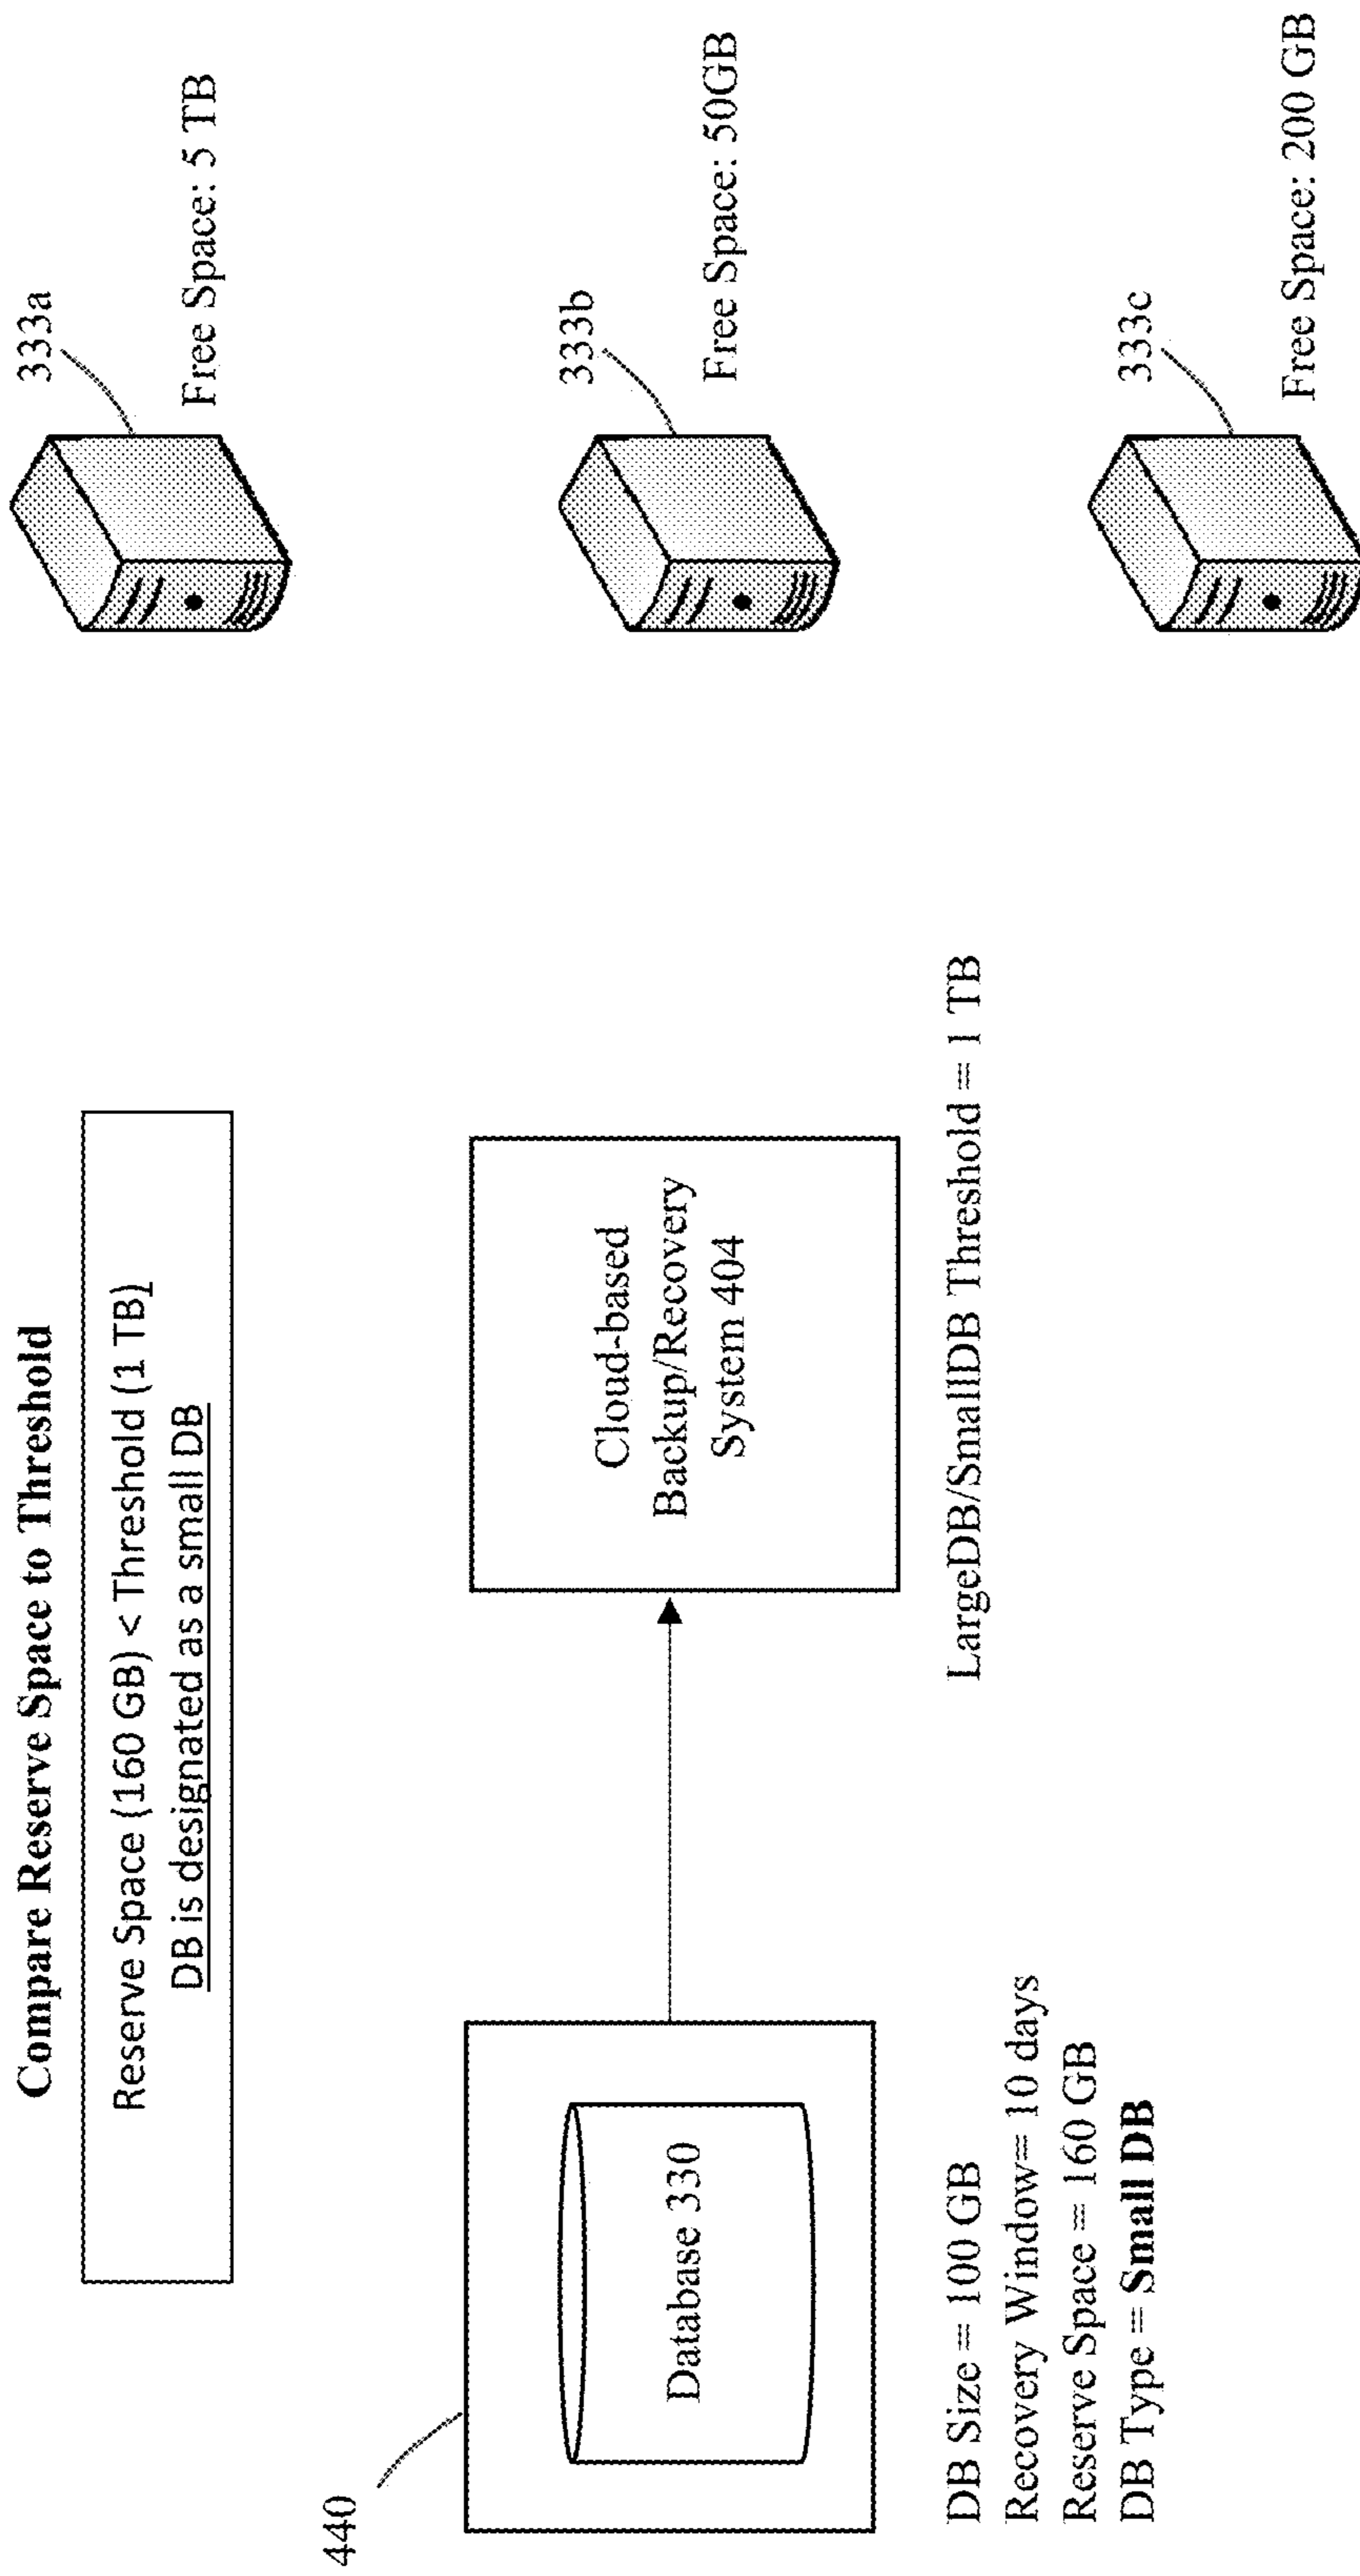 Compare Reserve Space to Threshold
Reserve Space (160 GB) < Threshold (1 TB)
DB is designated as a small DB
440
Database 330
DB Size = 100 GB
Recovery Window= 10 days
Reserve Space = 160 GB
DB Type = Small DB
Cloud-based
Backup/Recovery
System 404
LargeDB/SmallDB Threshold = 1 TB
333a
Free Space: 5 TB
333b
Free Space: 50GB
333c
Free Space: 200 GB